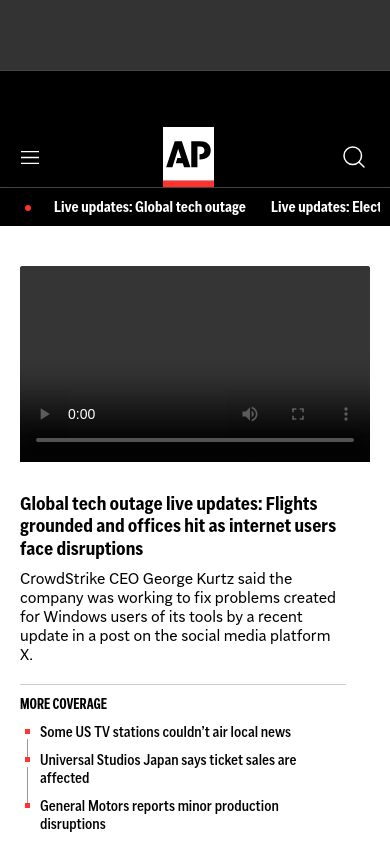 AP
Live updates: Global tech outage
Live updates: Elect
0:00
Global tech outage live updates: Flights
grounded and offices hit as internet users
face disruptions
CrowdStrike CEO George Kurtz said the
company was working to fix problems created
for Windows users of its tools by a recent
update in a post on the social media platform
X.
MORE COVERAGE
Some US TV stations couldn’t air local news
Universal Studios Japan says ticket sales are
affected
General Motors reports minor production
disruptions